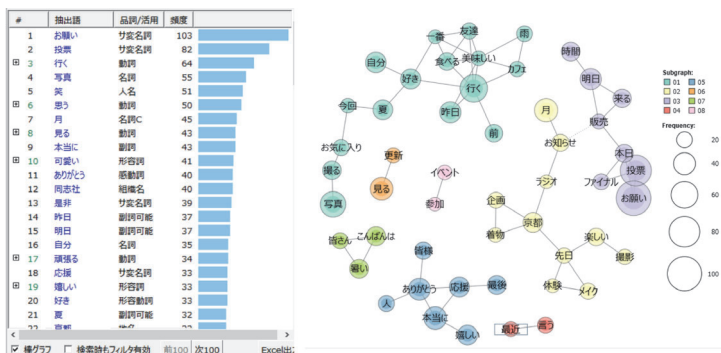 # 抽出語 品詞/活用 頻度
1 お願い サ変名詞 103
2 投票 サ変名詞 82
3 行く 動詞 64
4 写真 名詞 55
5 笑 人名 51
6 思う 動詞 50
7 月 名詞C 45
8 見る 動詞 43
9 本当に 副詞 43
10 可愛い 形容詞 41
11 ありがとう 感動詞 40
12 同志社 組織名 40
13 是非 サ変名詞 39
14 昨日 副詞可能 37
15 明日 副詞可能 37
16 自分 名詞 35
17 頑張る 動詞 34
18 応援 サ変名詞 33
19 嬉しい 形容詞 33
20 好き 形容動詞 33
21 夏 副詞可能 32
22 京都 地名 32
棒グラフ 検索時もフィルタ有効 前100 次100 Excel出
一番
友達
雨
自分
食べる
美味しい
カフェ
好き
行く
今回
夏
昨日
前
お気に入り
撮る
写真
更新
見る
イベント
参加
時間
明日
来る
販売
月
お知らせ
本日
投票
ファイナル
お願い
ラジオ
企画
京都
着物
楽しい
先日
撮影
体験
メイク
皆さん
こんばんは
暑い
皆様
ありがとう
応援
最後
人
本当に
嬉しい
最近
言う
Subgraph:
01 05
02 06
03 07
04 08
Frequency:
20
40
60
80
100